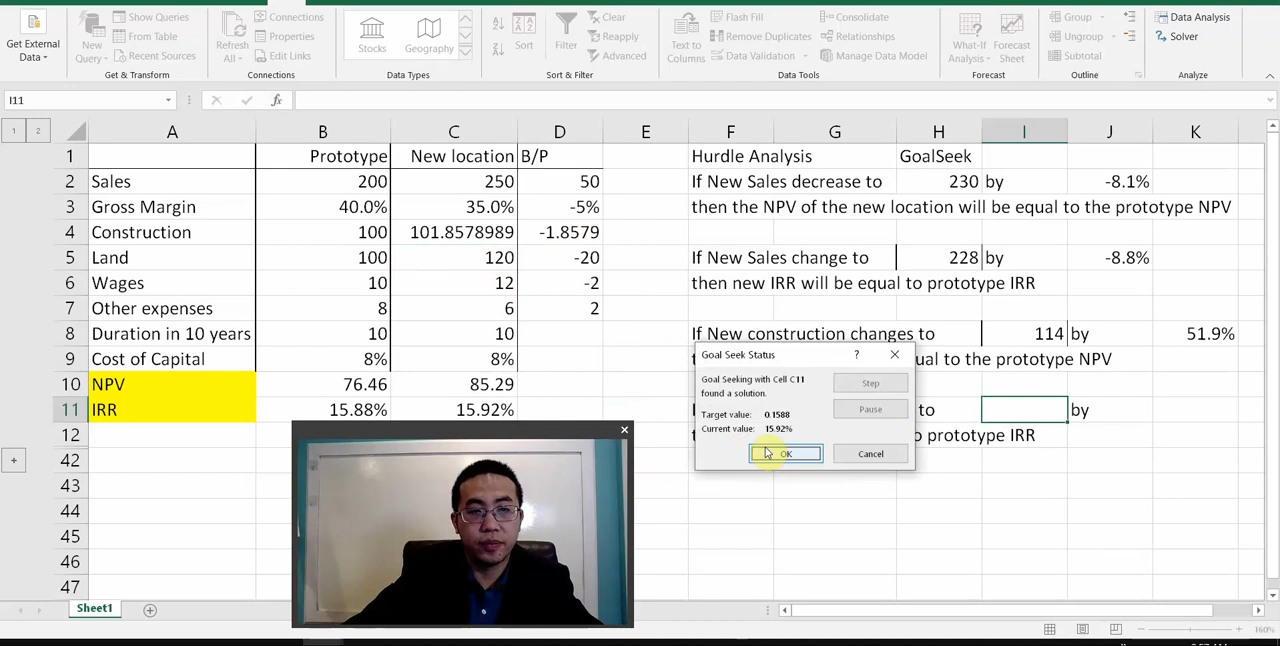 Get External
Data
New
Query
Show Queries
From Table
Recent Sources
Get & Transform
Refresh
All
Connections
Properties
Edit Links
Connections
Stocks
Geography
Data Types
Sort
Filter
Clear
Reapply
Advanced
Sort & Filter
Text to
Columns
Flash Fill
Remove Duplicates
Data Validation
Consolidate
Relationships
Manage Data Model
Data Tools
What-If
Analysis
Forecast
Sheet
Forecast
Group
Ungroup
Subtotal
Outline
Data Analysis
Solver
Analyze
I11
fx
1 2
A B C D E F G H I J K
1 Prototype New location B/P Hurdle Analysis GoalSeek
2 Sales 200 250 50 If New Sales decrease to 230 by -8.1%
3 Gross Margin 40.0% 35.0% -5% then the NPV of the new location will be equal to the prototype NPV
4 Construction 100 101.8578989 -1.8579
5 Land 100 120 -20 If New Sales change to 228 by -8.8%
6 Wages 10 12 -2 then new IRR will be equal to prototype IRR
7 Other expenses 8 6 2
8 Duration in 10 years 10 10 If New construction changes to 114 by 51.9%
9 Cost of Capital 8% 8% ual to the prototype NPV
10 NPV 76.46 85.29
11 IRR 15.88% 15.92% to by
12 o prototype IRR
42
43
44
45
46
47
Goal Seek Status
?
Goal Seeking with Cell C11
found a solution.
Target value: 0.1588
Current value: 15.92%
Step
Pause
OK
Cancel
Sheet1
160%